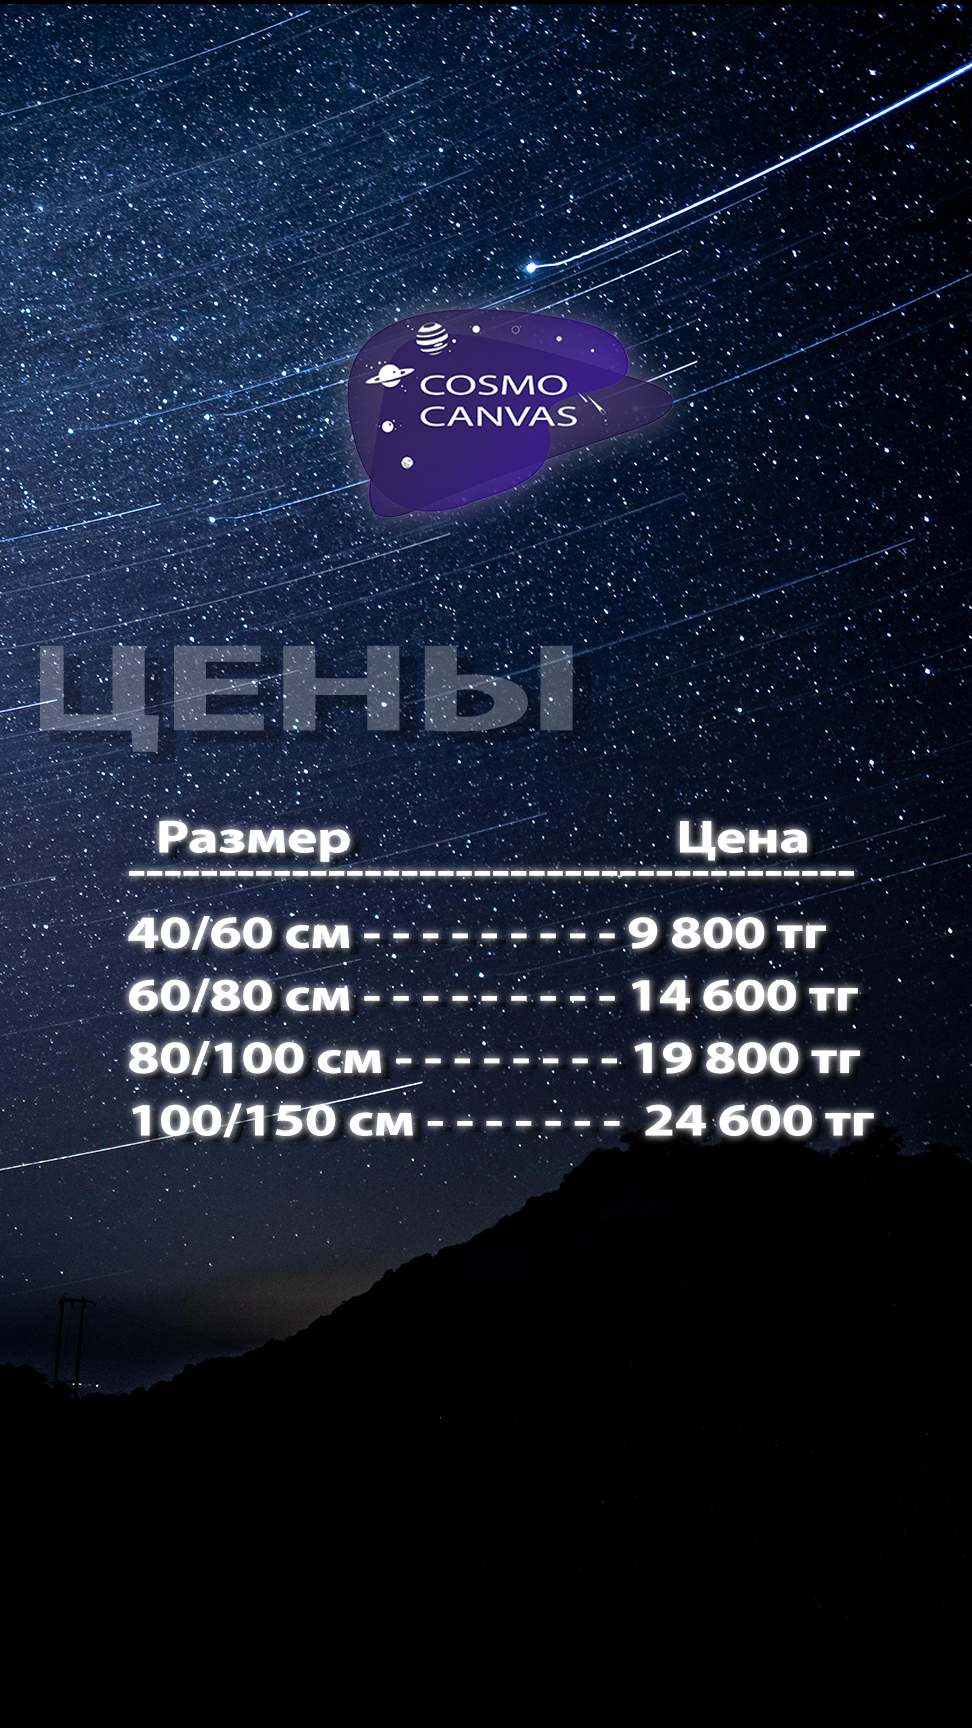 COSMO
CANVAS
ЦЕНЫ
Размер Цена
----------------------------------------
40/60 см - - - - - - - - - 9 800 тг
60/80 см - - - - - - - - - 14 600 тг
80/100 см - - - - - - - - 19 800 тг
100/150 см - - - - - - - 24 600 тг